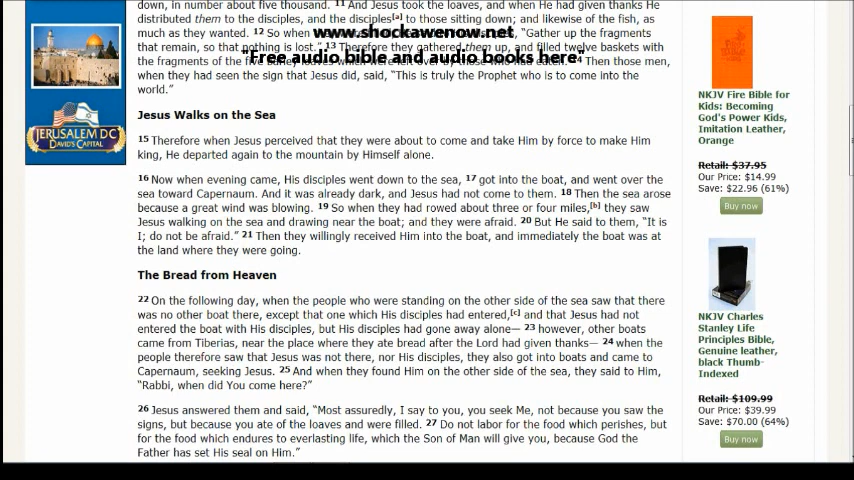 down, in number about five thousand. 11 And Jesus took the loaves, and when He had given thanks He
distributed them to the disciples, and the disciples[a] to those sitting down; and likewise of the fish, as
much as they wanted. 12 So when
www.shockawenow.net
"Gather up the fragments
that remain, so that nothing is lost." 13 Therefore they gathered them up, and filled twelve baskets with
"Free audio bible and audio books here"
the fragments of the five
14 Then those men,
when they had seen the sign that Jesus did, said, "This is truly the Prophet who is to come into the
world."
Jesus Walks on the Sea
15 Therefore when Jesus perceived that they were about to come and take Him by force to make Him
king, He departed again to the mountain by Himself alone.
16 Now when evening came, His disciples went down to the sea, 17 got into the boat, and went over the
sea toward Capernaum. And it was already dark, and Jesus had not come to them. 18 Then the sea arose
because a great wind was blowing. 19 So when they had rowed about three or four miles,[b] they saw
Jesus walking on the sea and drawing near the boat; and they were afraid. 20 But He said to them, "It is
I; do not be afraid." 21 Then they willingly received Him into the boat, and immediately the boat was at
the land where they were going.
The Bread from Heaven
22 On the following day, when the people who were standing on the other side of the sea saw that there
was no other boat there, except that one which His disciples had entered,[c] and that Jesus had not
entered the boat with His disciples, but His disciples had gone away alone— 23 however, other boats
came from Tiberias, near the place where they ate bread after the Lord had given thanks— 24 when the
people therefore saw that Jesus was not there, nor His disciples, they also got into boats and came to
Capernaum, seeking Jesus. 25 And when they found Him on the other side of the sea, they said to Him,
"Rabbi, when did You come here?"
26 Jesus answered them and said, "Most assuredly, I say to you, you seek Me, not because you saw the
signs, but because you ate of the loaves and were filled. 27 Do not labor for the food which perishes, but
for the food which endures to everlasting life, which the Son of Man will give you, because God the
Father has set His seal on Him."
JERUSALEM DC
DAVID'S CAPITAL
NKJV Fire Bible for
Kids: Becoming
God's Power Kids,
Imitation Leather,
Orange
Retail: $37.95
Our Price: $14.99
Save: $22.96 (61%)
Buy now
NKJV Charles
Stanley Life
Principles Bible,
Genuine leather,
black Thumb-
Indexed
Retail: $109.99
Our Price: $39.99
Save: $70.00 (64%)
Buy now